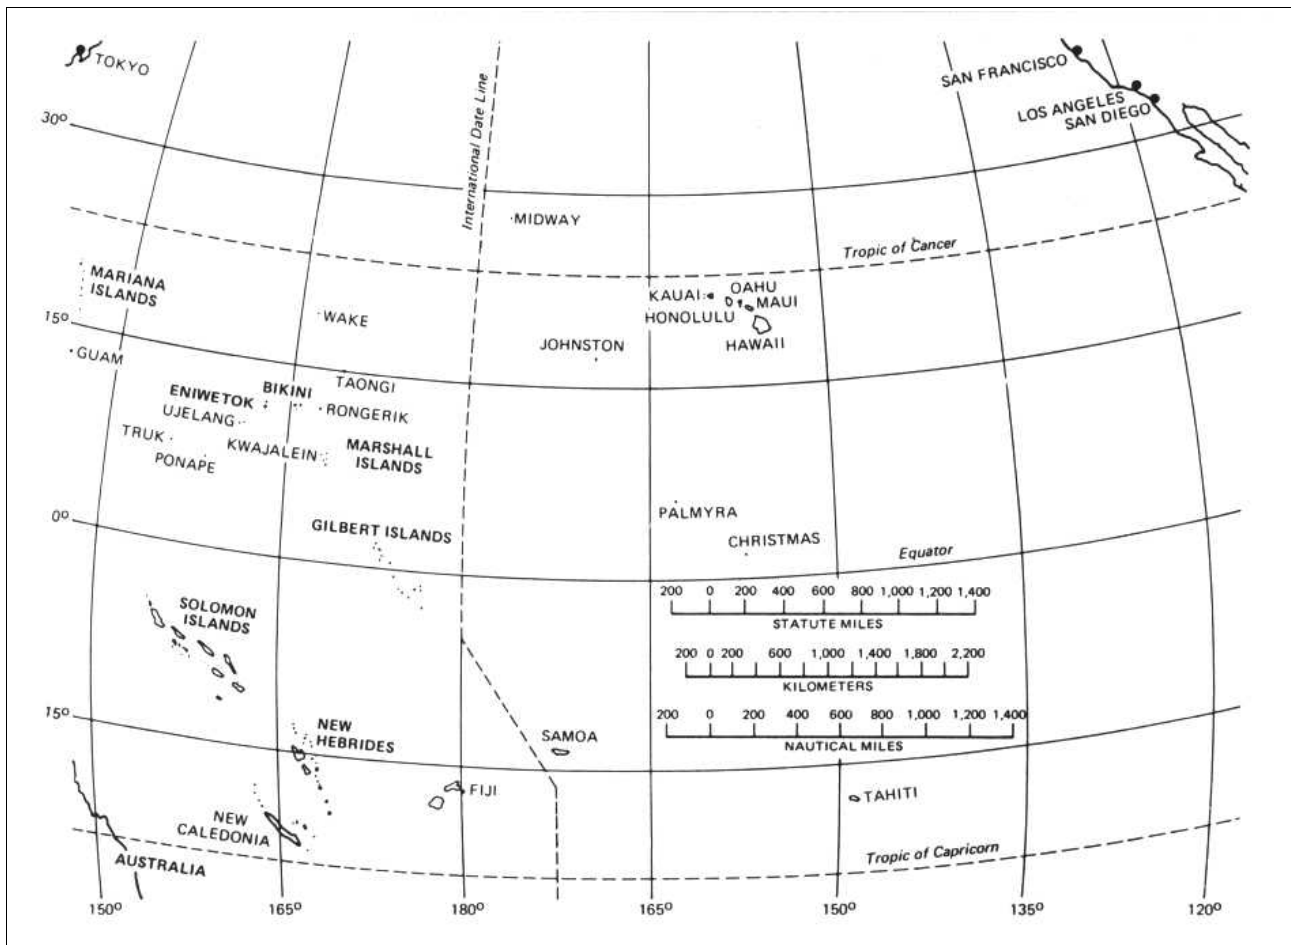 TOKYO
SAN FRANCISCO
LOS ANGELES
SAN DIEGO
30°
International Date Line
MIDWAY
Tropic of Cancer
MARIANA
ISLANDS
KAUAI
OAHU
MAUI
HONOLULU
HAWAII
WAKE
15°
JOHNSTON
GUAM
TAONGI
BIKINI
ENIWETOK
RONGERIK
UJELANG
TRUK
KWAJALEIN
MARSHALL
ISLANDS
PONAPE
PALMYRA
0°
GILBERT ISLANDS
CHRISTMAS
Equator
200 0 200 400 600 800 1,000 1,200 1,400
STATUTE MILES
SOLOMON
ISLANDS
200 0 200 600 1,000 1,400 1,800 2,200
KILOMETERS
15°
200 0 200 400 600 800 1,000 1,200 1,400
NAUTICAL MILES
NEW
HEBRIDES
SAMOA
FIJI
TAHITI
NEW
CALEDONIA
Tropic of Capricorn
AUSTRALIA
150° 165° 180° 165° 150° 135° 120°